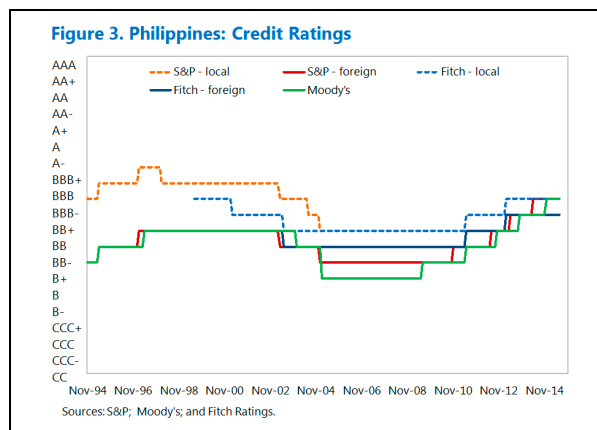 Figure 3. Philippines: Credit Ratings
AAA
AA+
AA
AA-
A+
A
A-
BBB+
BBB
BBB-
BB+
BB
BB-
B+
B
B-
CCC+
CCC
CCC-
CC
S&P - local S&P - foreign Fitch - local
Fitch - foreign Moody's
Nov-94 Nov-96 Nov-98 Nov-00 Nov-02 Nov-04 Nov-06 Nov-08 Nov-10 Nov-12 Nov-14
Sources: S&P; Moody's; and Fitch Ratings.